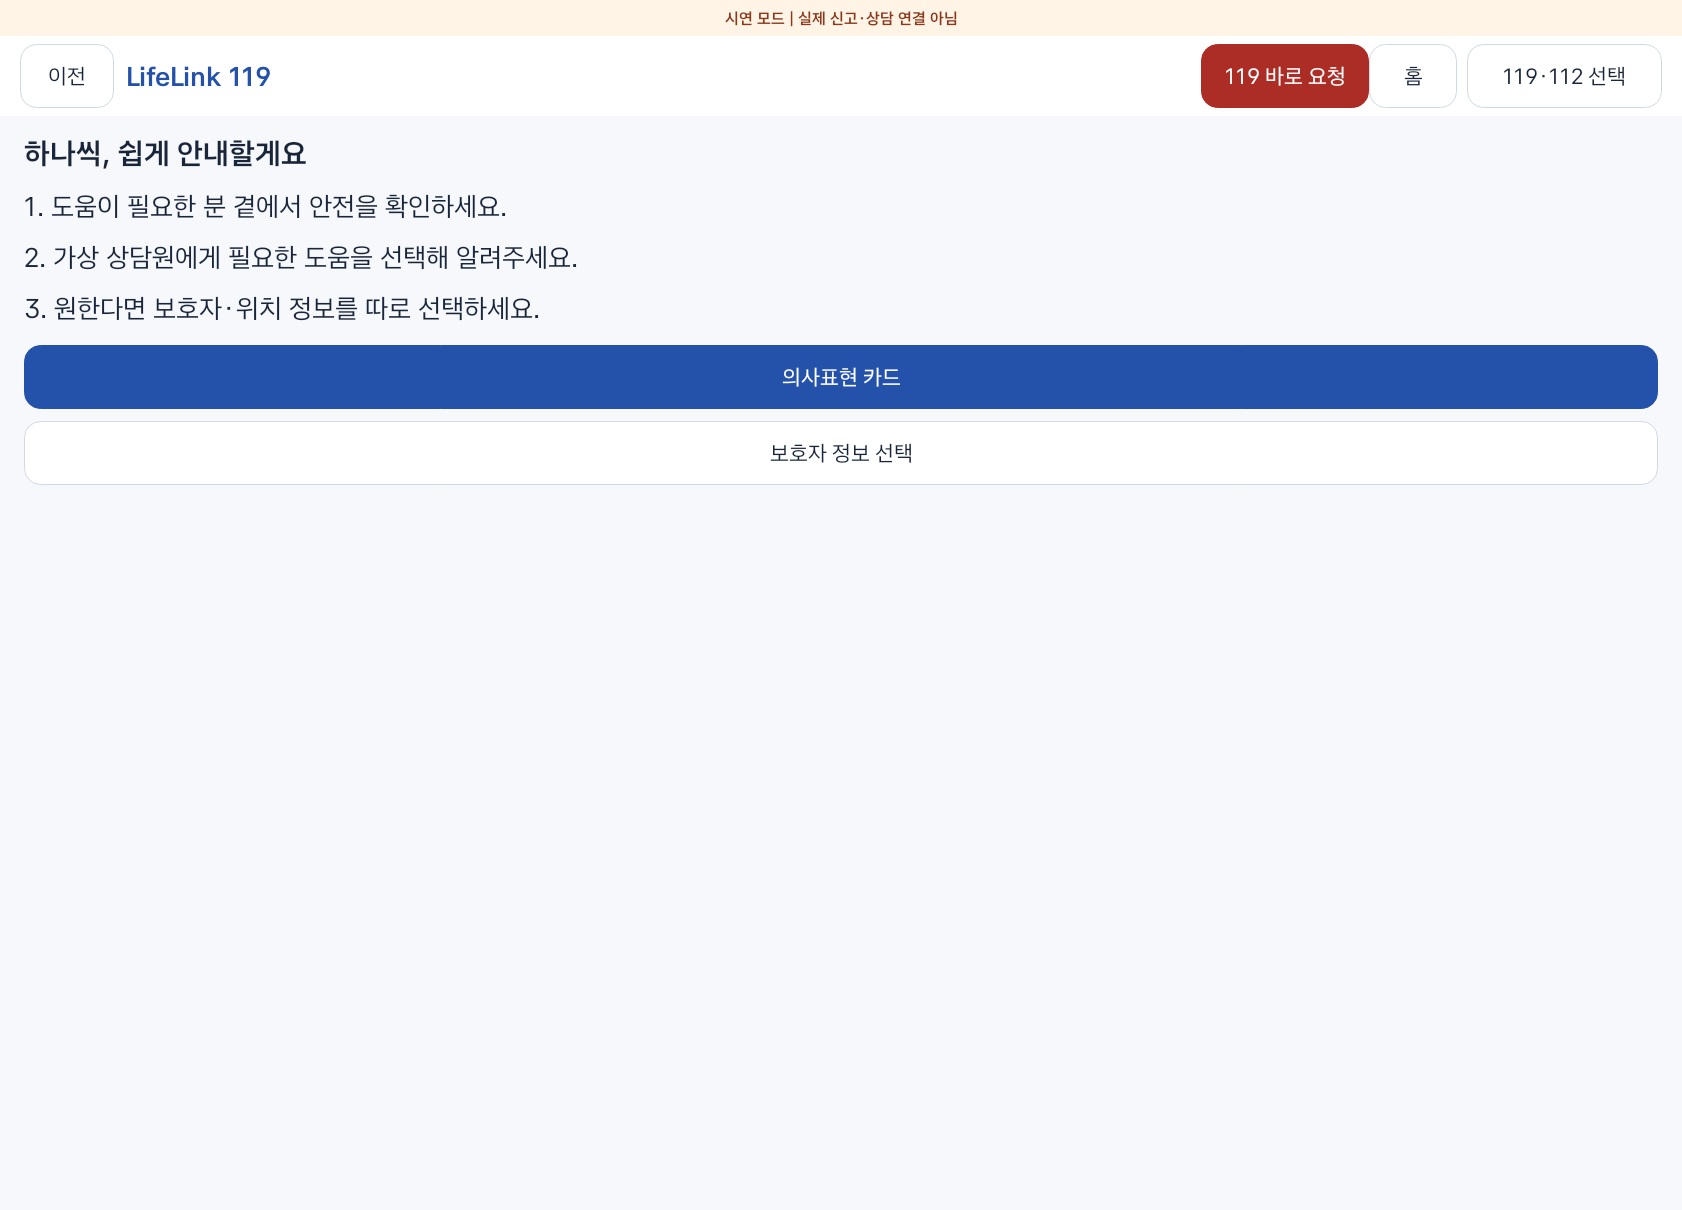 시연 모드 | 실제 신고·상담 연결 아님
이전
LifeLink 119
119 바로 요청
홈
119·112 선택
하나씩, 쉽게 안내할게요
1. 도움이 필요한 분 곁에서 안전을 확인하세요.
2. 가상 상담원에게 필요한 도움을 선택해 알려주세요.
3. 원한다면 보호자·위치 정보를 따로 선택하세요.
의사표현 카드
보호자 정보 선택